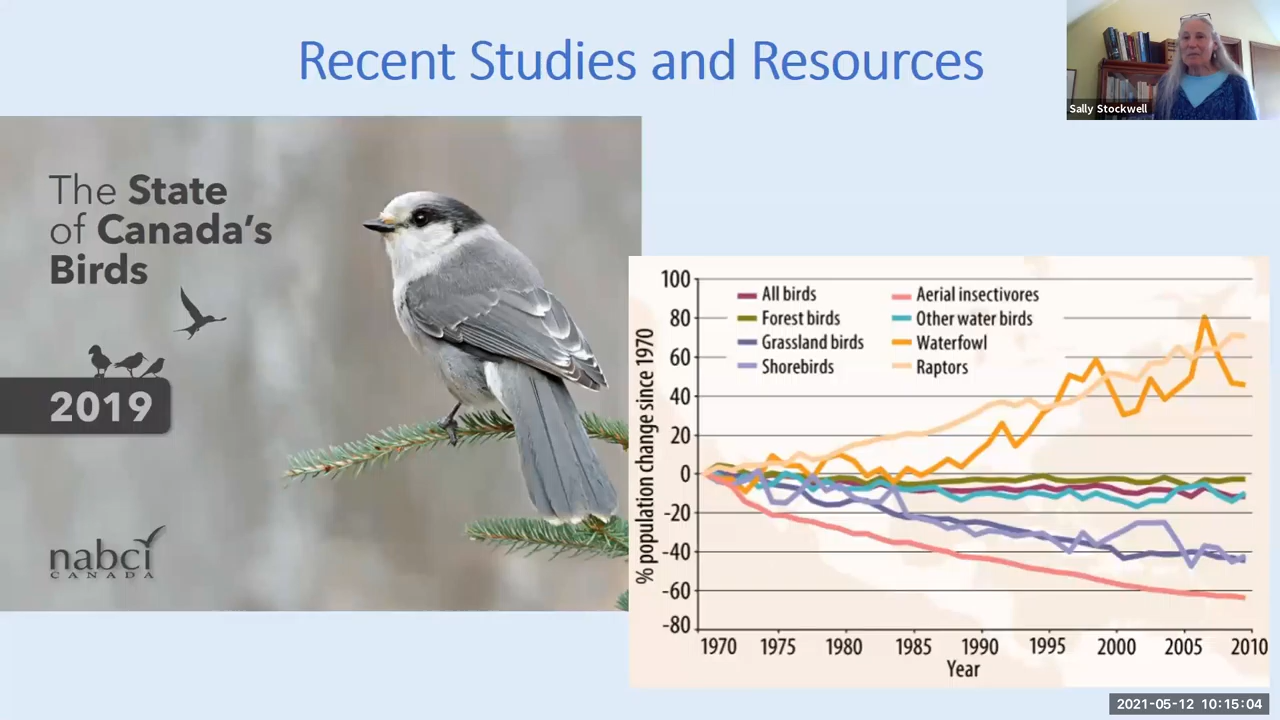 Recent Studies and Resources
Sally Stockwell
The State
of Canada's
Birds
2019
nabci
CANADA
% population change since 1970
100
80
60
40
20
0
-20
-40
-60
-80
All birds
Forest birds
Grassland birds
Shorebirds
Aerial insectivores
Other water birds
Waterfowl
Raptors
1970 1975 1980 1985 1990 1995 2000 2005 2010
Year
2021-05-12 10:15:04